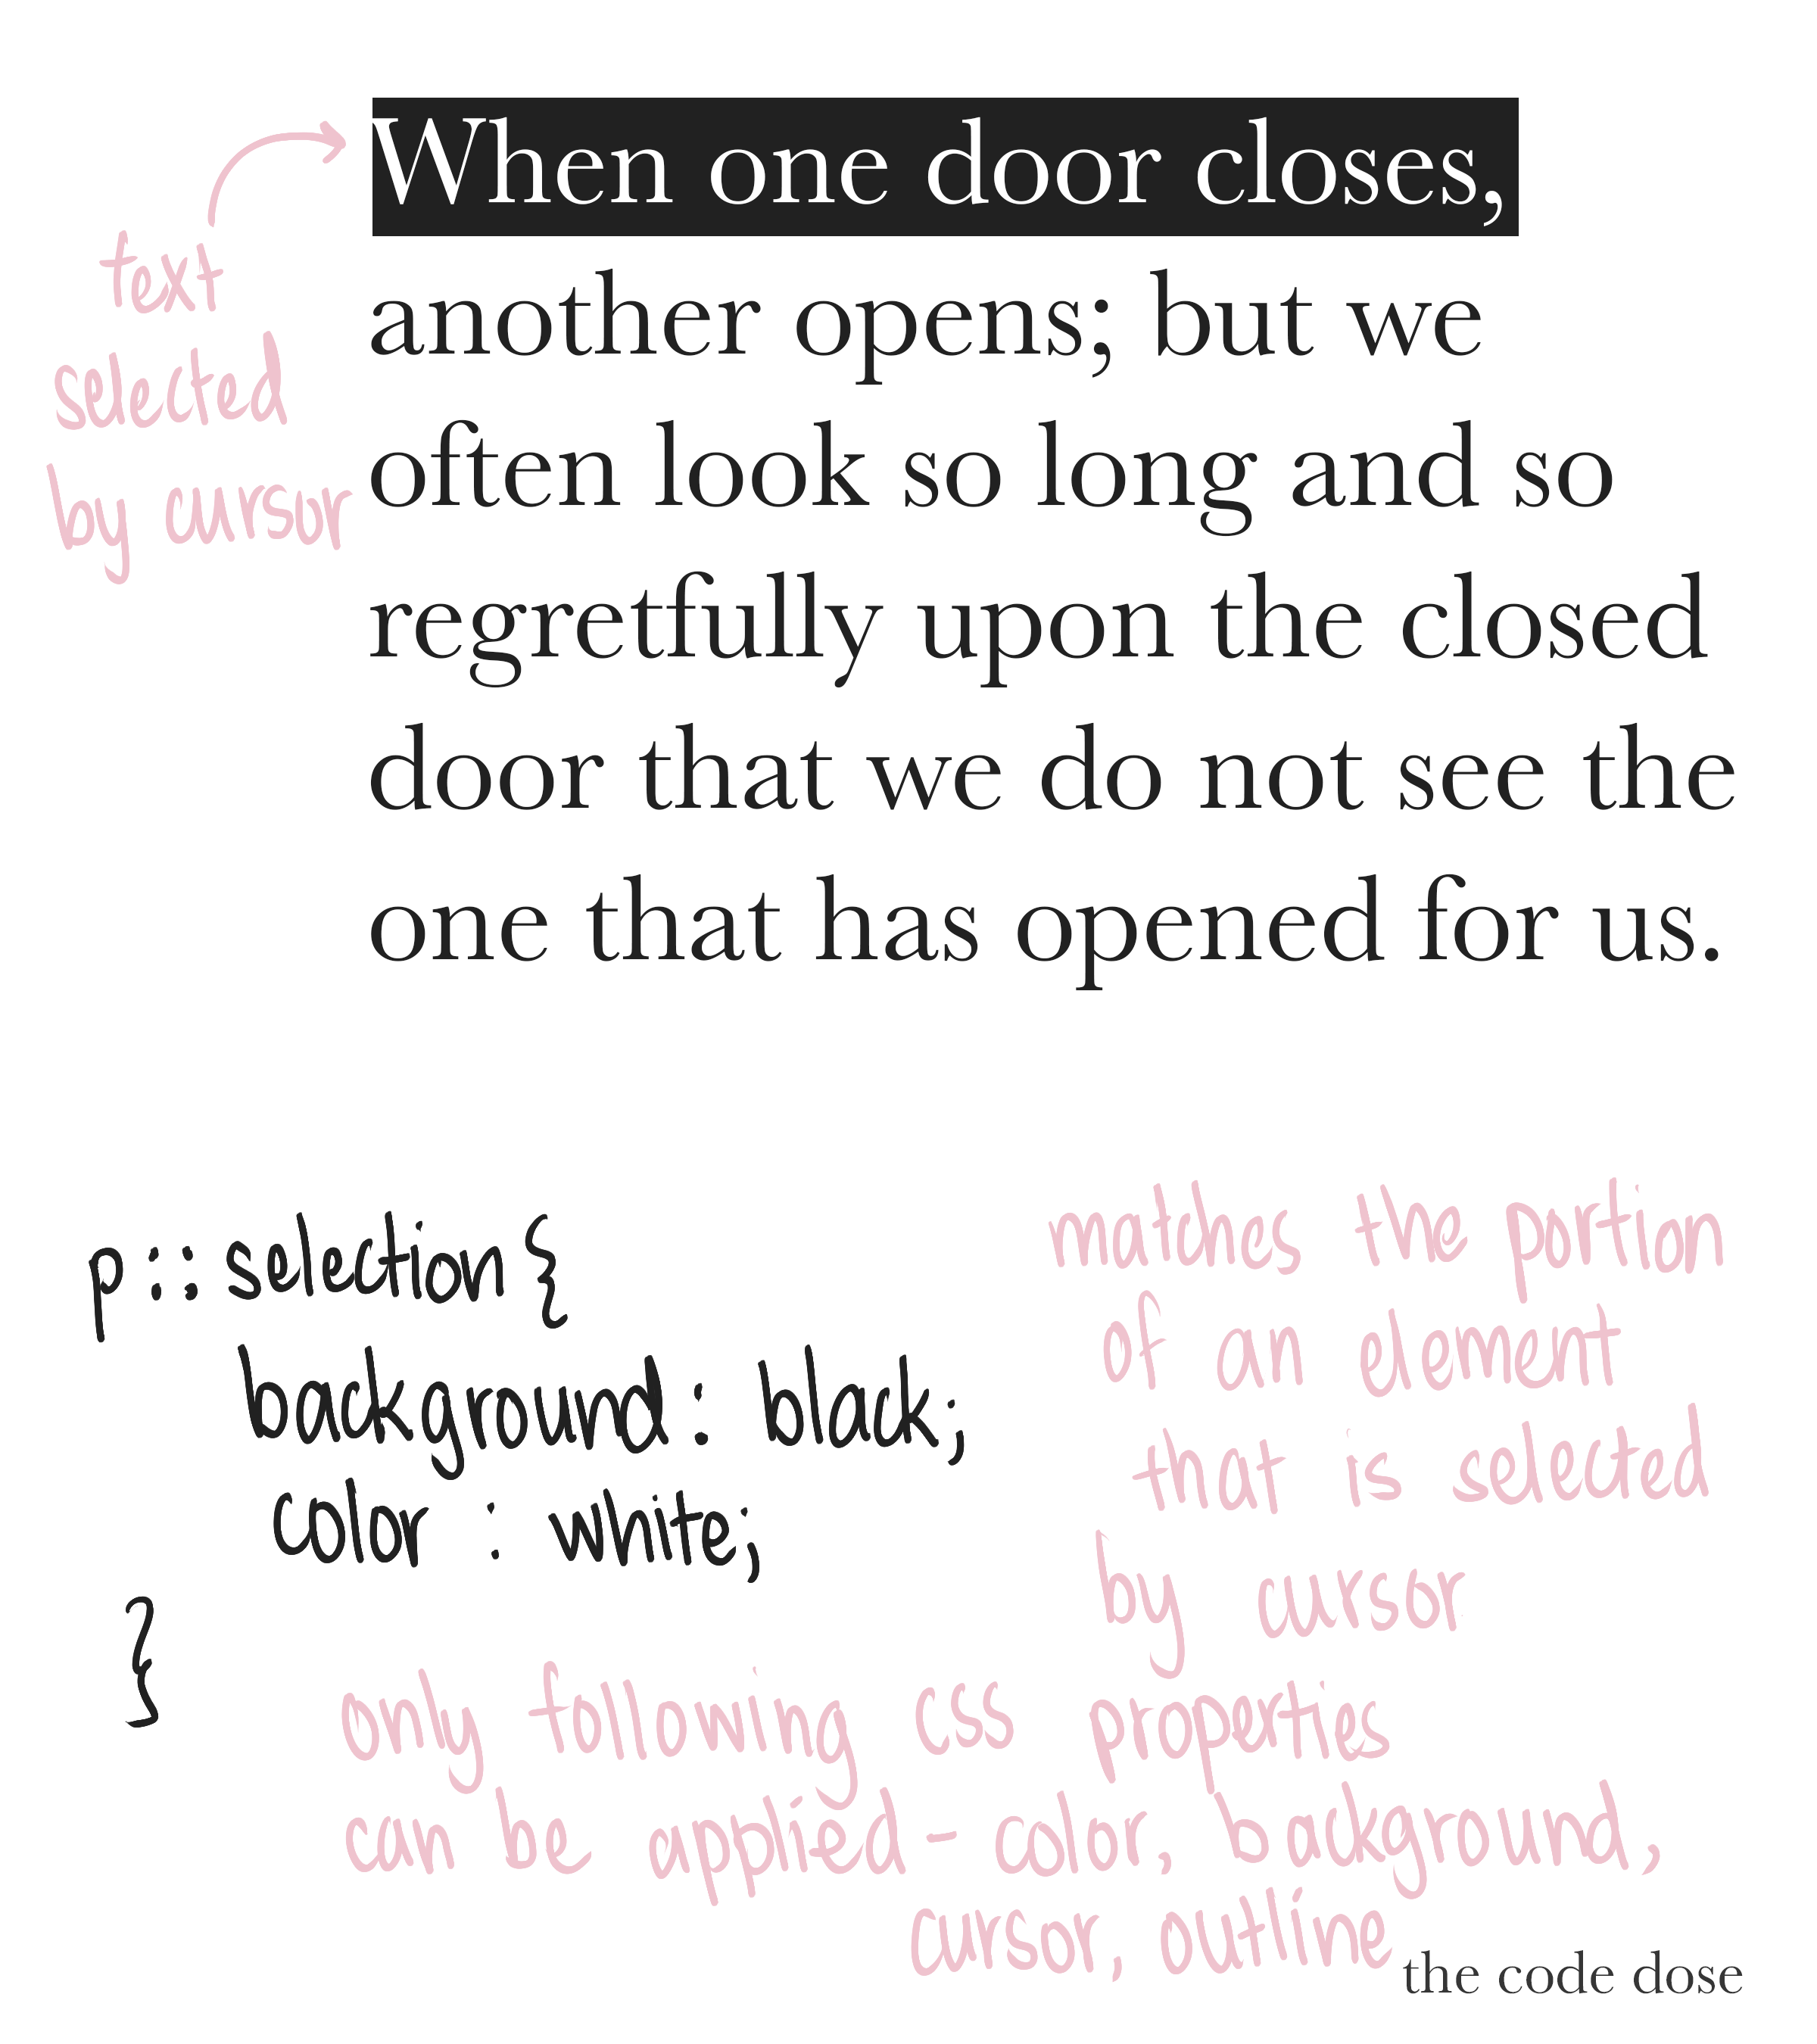 When one door closes,
another opens; but we
often look so long and so
regretfully upon the closed
door that we do not see the
one that has opened for us.
text
selected
by cursor
p::selection{
background: black;
color : white;
}
matches the portion
of an element
that is selected
by cursor
only following css properties
can be applied - color, background,
cursor, outline
the code dose